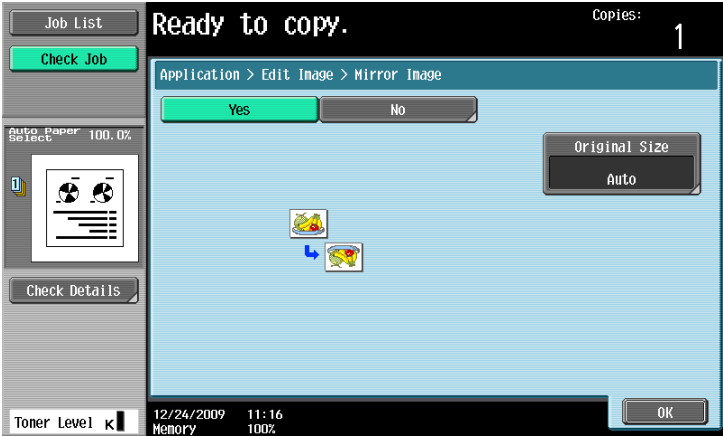 Job List
Check Job
Auto Paper Select 100.0%
1
Check Details
Toner Level K
Ready to copy.
Copies:
1
Application > Edit Image > Mirror Image
Yes
No
Original Size
Auto
12/24/2009 11:16
Memory 100%
OK